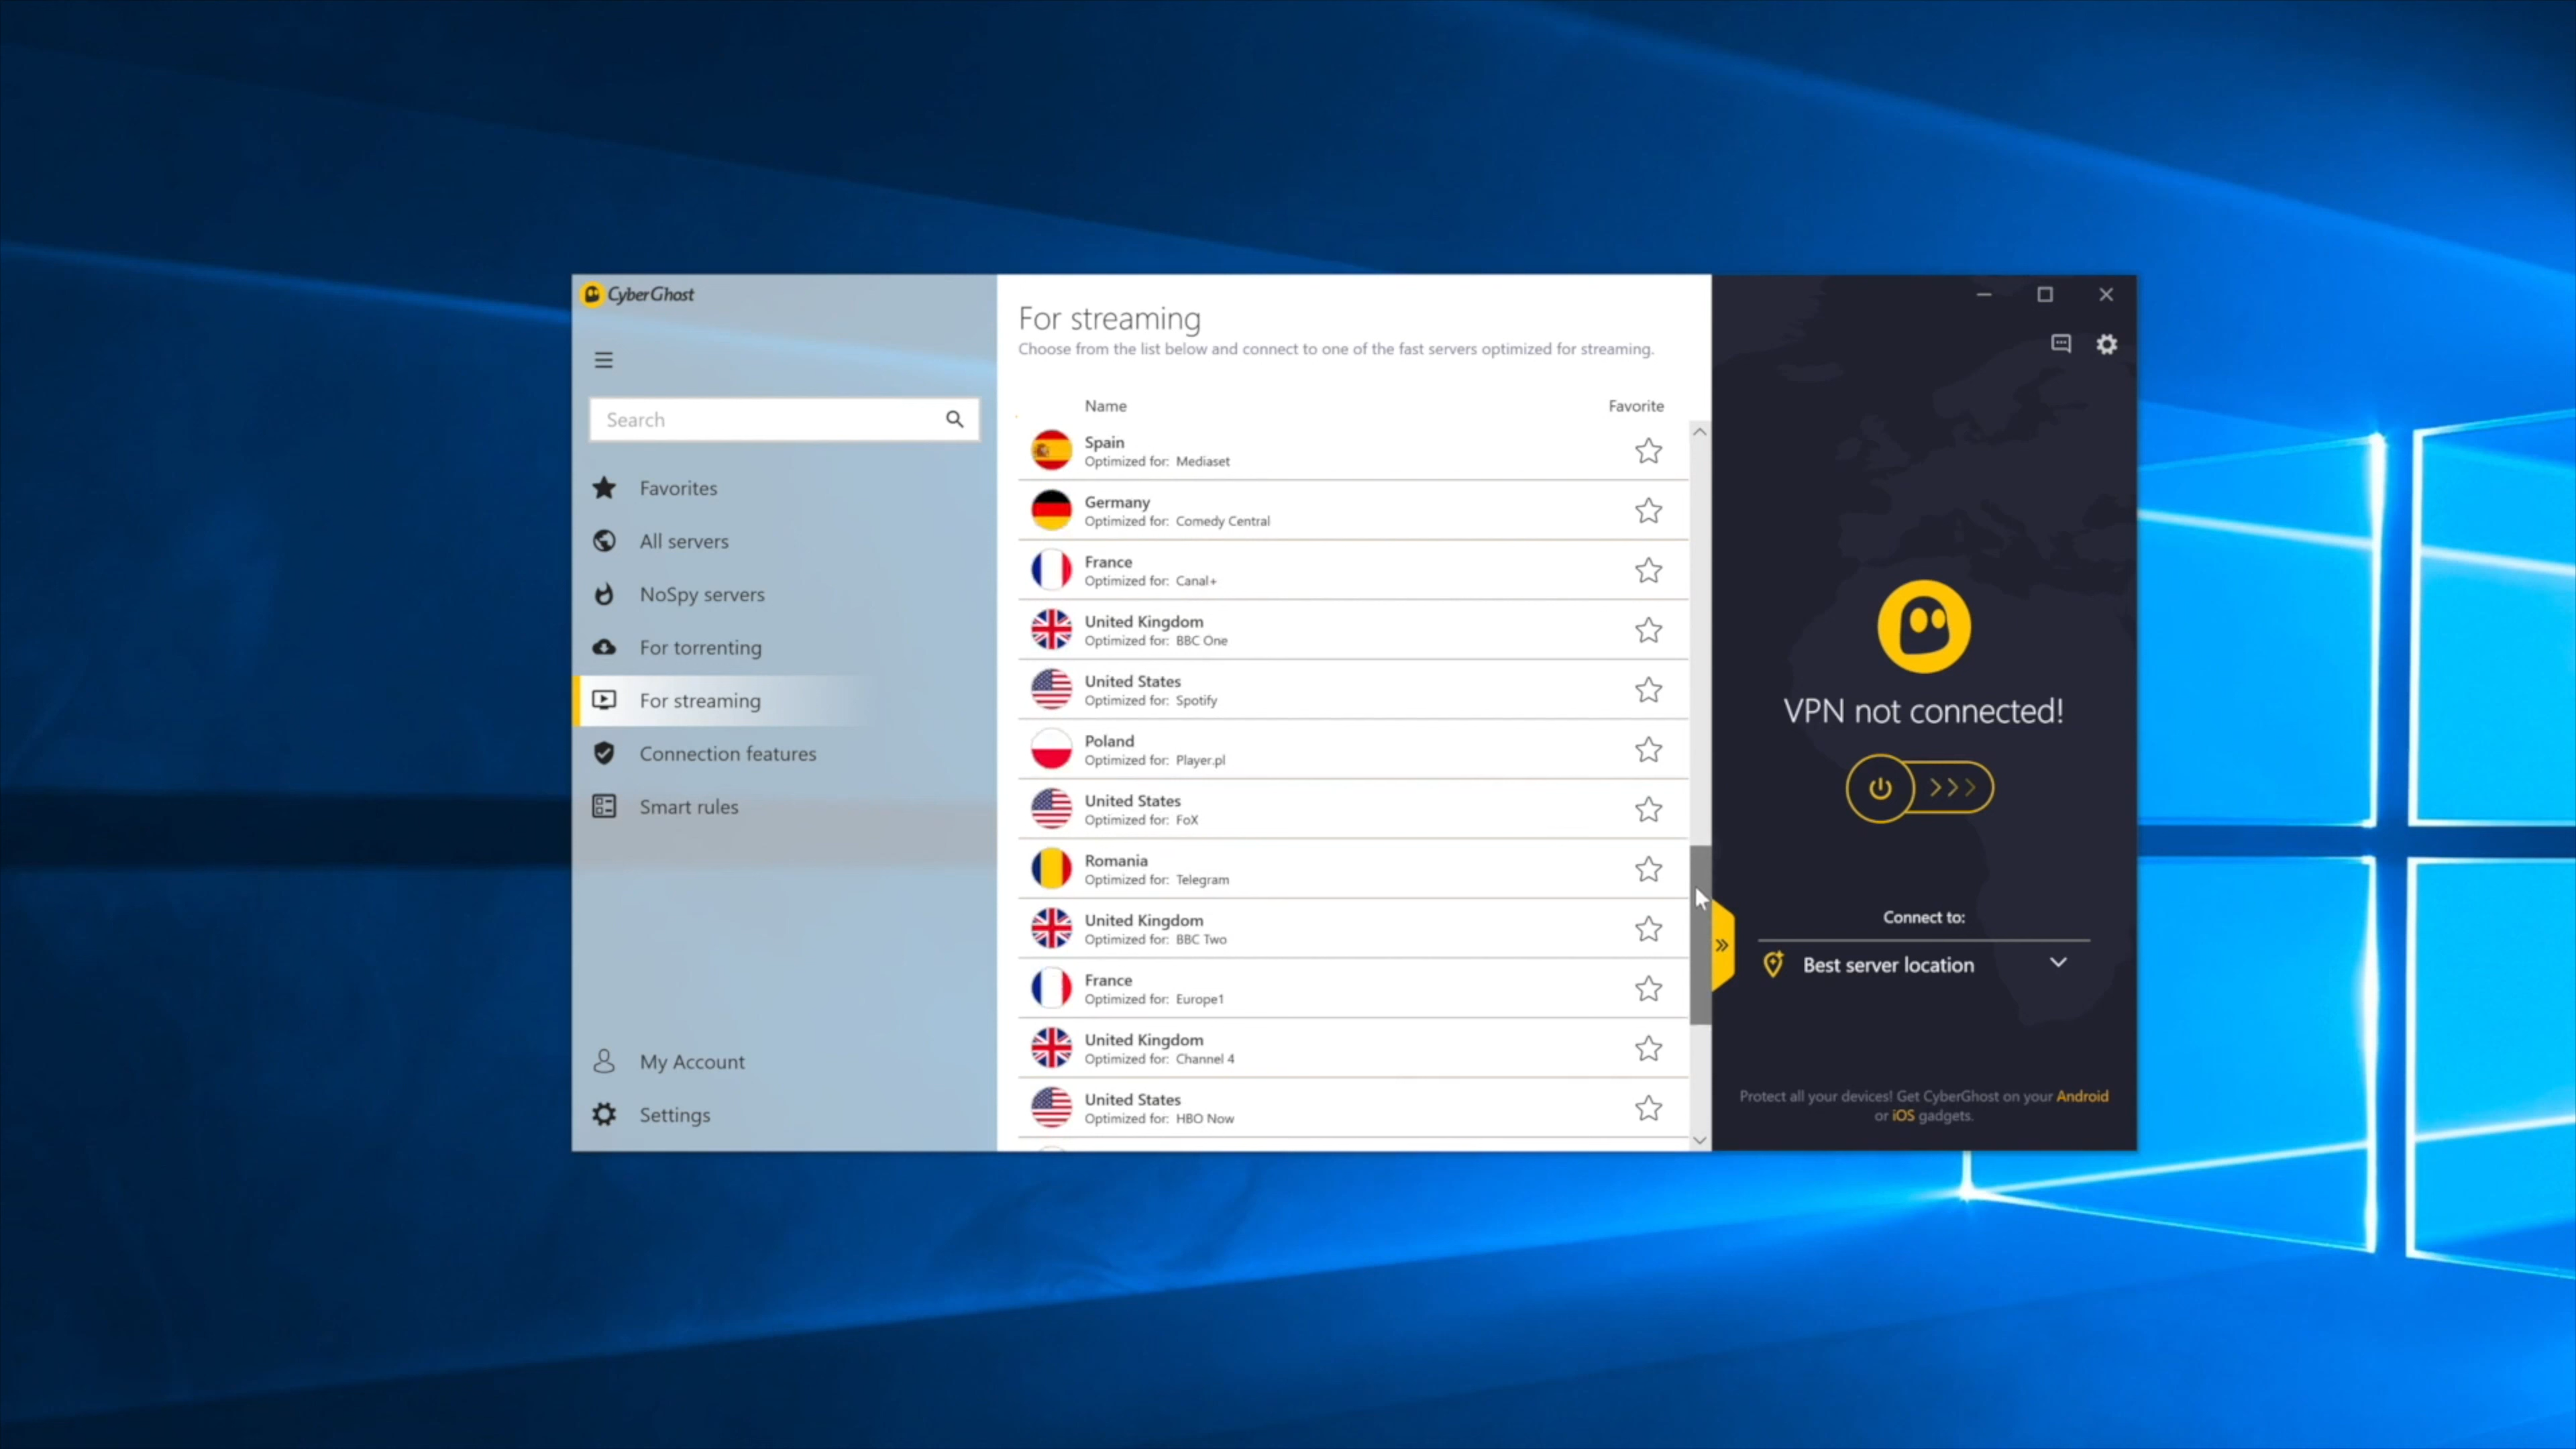 CyberGhost
Search
Favorites
All servers
NoSpy servers
For torrenting
For streaming
Connection features
Smart rules
My Account
Settings
For streaming
Choose from the list below and connect to one of the fast servers optimized for streaming.
Name Favorite
Spain
Optimized for: Mediaset
Germany
Optimized for: Comedy Central
France
Optimized for: Canal+
United Kingdom
Optimized for: BBC One
United States
Optimized for: Spotify
Poland
Optimized for: Player.pl
United States
Optimized for: FoX
Romania
Optimized for: Telegram
United Kingdom
Optimized for: BBC Two
France
Optimized for: Europe1
United Kingdom
Optimized for: Channel 4
United States
Optimized for: HBO Now
VPN not connected!
Connect to:
Best server location
Protect all your devices! Get CyberGhost on your Android
or iOS gadgets.